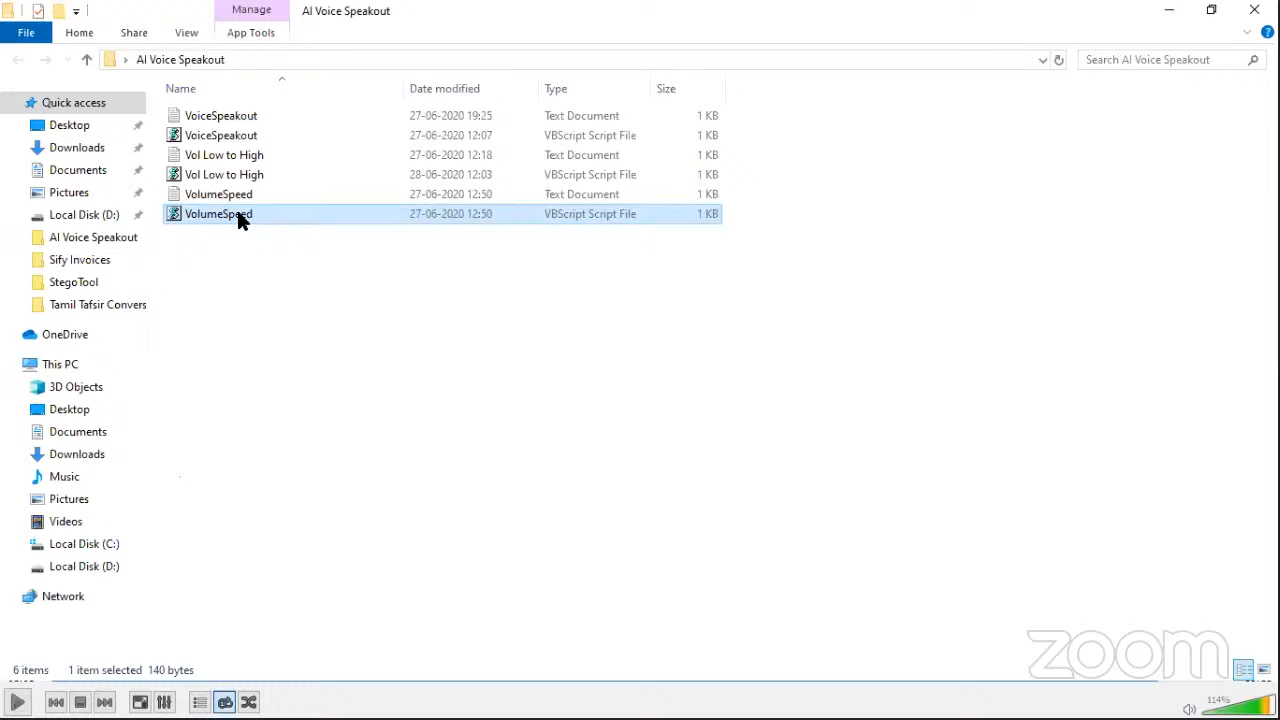 Manage
AI Voice Speakout
File
Home
Share
View
App Tools
AI Voice Speakout
Search AI Voice Speakout
Name
Date modified
Type
Size
Quick access
Desktop
Downloads
Documents
Pictures
Local Disk (D:)
AI Voice Speakout
Sify Invoices
StegoTool
Tamil Tafsir Convers
OneDrive
This PC
3D Objects
Desktop
Documents
Downloads
Music
Pictures
Videos
Local Disk (C:)
Local Disk (D:)
Network
VoiceSpeakout 27-06-2020 19:25 Text Document 1 KB
VoiceSpeakout 27-06-2020 12:07 VBScript Script File 1 KB
Vol Low to High 27-06-2020 12:18 Text Document 1 KB
Vol Low to High 28-06-2020 12:03 VBScript Script File 1 KB
VolumeSpeed 27-06-2020 12:50 Text Document 1 KB
VolumeSpeed 27-06-2020 12:50 VBScript Script File 1 KB
zoom
6 items 1 item selected 140 bytes
114%